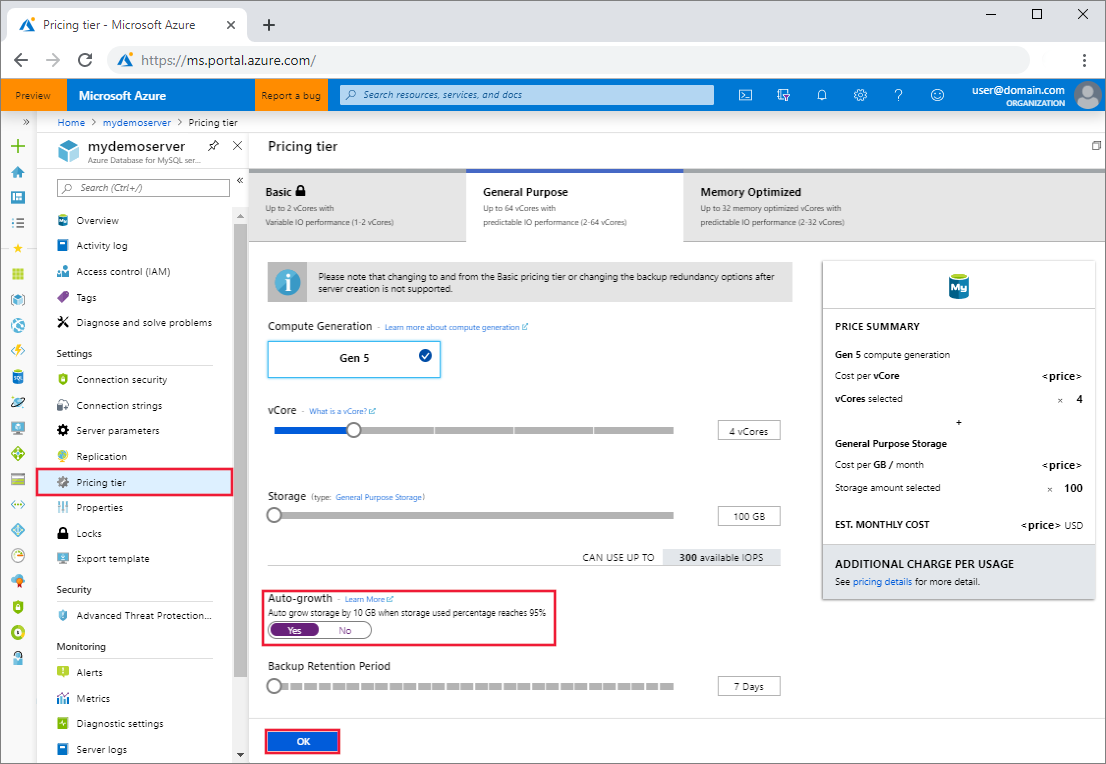 Pricing tier - Microsoft Azure
https://ms.portal.azure.com/
Preview
Microsoft Azure
Report a bug
Search resources, services, and docs
user@domain.com
ORGANIZATION
Home > mydemoserver > Pricing tier
mydemoserver
Azure Database for MySQL ser...
Search (Ctrl+/)
Overview
Activity log
Access control (IAM)
Tags
Diagnose and solve problems
Settings
Connection security
Connection strings
Server parameters
Replication
Pricing tier
Properties
Locks
Export template
Security
Advanced Threat Protection...
Monitoring
Alerts
Metrics
Diagnostic settings
Server logs
Pricing tier
Basic
Up to 2 vCores with
Variable IO performance (1-2 vCores)
General Purpose
Up to 64 vCores with
predictable IO performance (2-64 vCores)
Memory Optimized
Up to 32 memory optimized vCores with
predictable IO performance (2-32 vCores)
Please note that changing to and from the Basic pricing tier or changing the backup redundancy options after
server creation is not supported.
Compute Generation - Learn more about compute generation
Gen 5
vCore - What is a vCore?
4 vCores
Storage (type: General Purpose Storage)
100 GB
CAN USE UP TO 300 available IOPS
Auto-growth - Learn More
Auto grow storage by 10 GB when storage used percentage reaches 95%
Yes No
Backup Retention Period
7 Days
OK
My
PRICE SUMMARY
Gen 5 compute generation
Cost per vCore <price>
vCores selected × 4
+
General Purpose Storage
Cost per GB / month <price>
Storage amount selected × 100
EST. MONTHLY COST <price> USD
ADDITIONAL CHARGE PER USAGE
See pricing details for more detail.